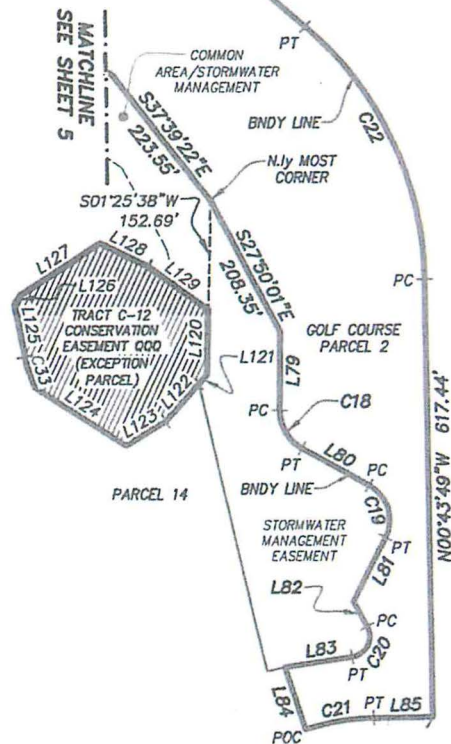 PT
COMMON
AREA/STORMWATER
MANAGEMENT
MATCHLINE
SEE SHEET 5
BNDY LINE
C22
S37°39'22"E
223.55'
N.ly MOST
CORNER
S01°25'38"W
152.69'
S27°50'01"E
208.35'
PC
L127
L128
L129
L126
TRACT C-12
CONSERVATION
EASEMENT QQQ
(EXCEPTION
PARCEL)
L120
L125
C33
L124
L123
L122
L121
GOLF COURSE
PARCEL 2
N00°43'49"W 617.44'
L79
PC
C18
PT
L80
PC
BNDY LINE
C19
PARCEL 14
STORMWATER
MANAGEMENT
EASEMENT
PT
L81
L82
PC
C20
L83
PT
L84
C21
PT
L85
POC